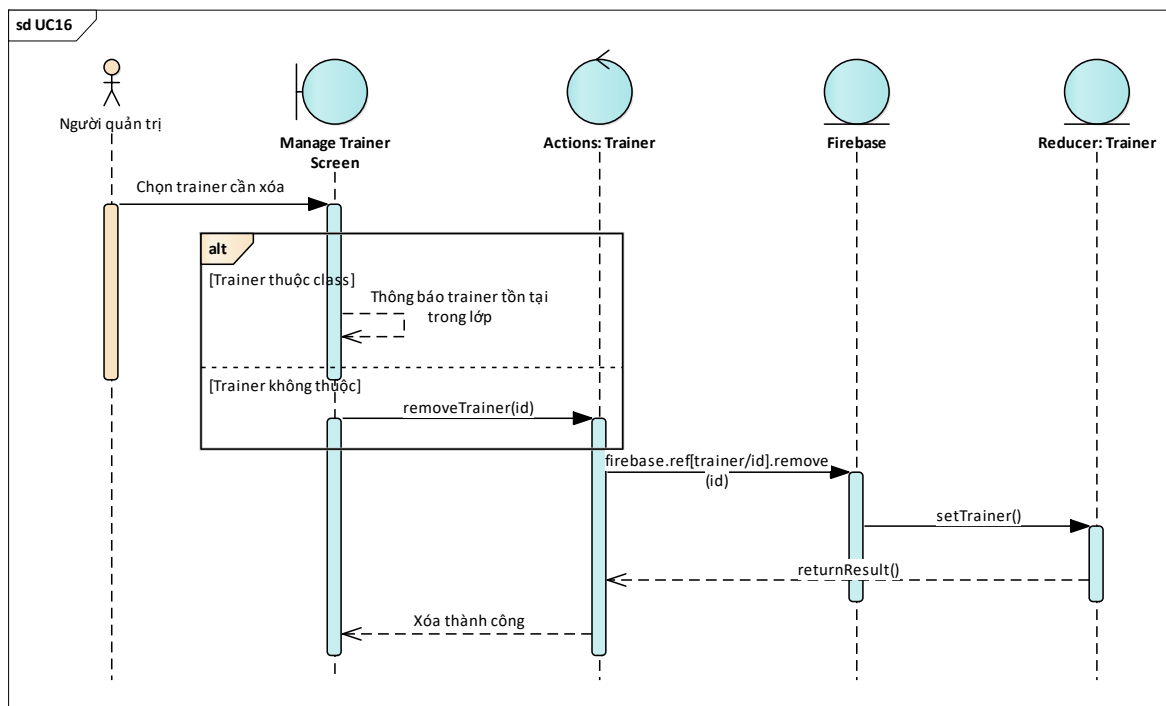 sd UC16
Người quản trị
Manage Trainer
Screen
Actions: Trainer
Firebase
Reducer: Trainer
Chọn trainer cần xóa
alt
[Trainer thuộc class]
Thông báo trainer tồn tại
trong lớp
[Trainer không thuộc]
removeTrainer(id)
firebase.ref[trainer/id].remove
(id)
setTrainer()
returnResult()
Xóa thành công